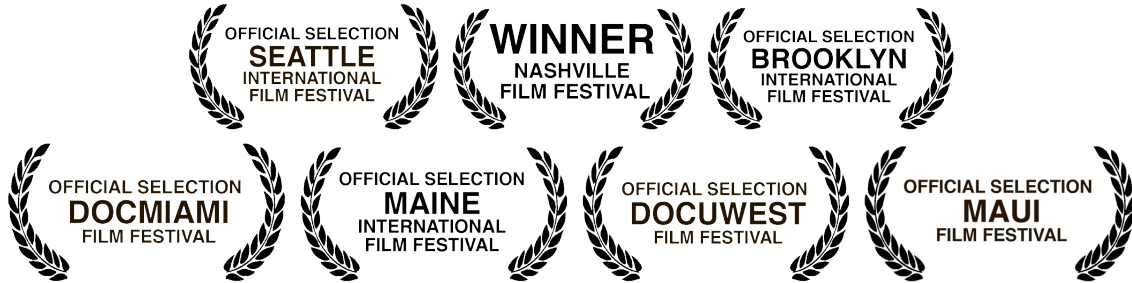 OFFICIAL SELECTION
SEATTLE
INTERNATIONAL
FILM FESTIVAL
WINNER
NASHVILLE
FILM FESTIVAL
OFFICIAL SELECTION
BROOKLYN
INTERNATIONAL
FILM FESTIVAL
OFFICIAL SELECTION
DOCMIAMI
FILM FESTIVAL
OFFICIAL SELECTION
MAINE
INTERNATIONAL
FILM FESTIVAL
OFFICIAL SELECTION
DOCUWEST
FILM FESTIVAL
OFFICIAL SELECTION
MAUI
FILM FESTIVAL